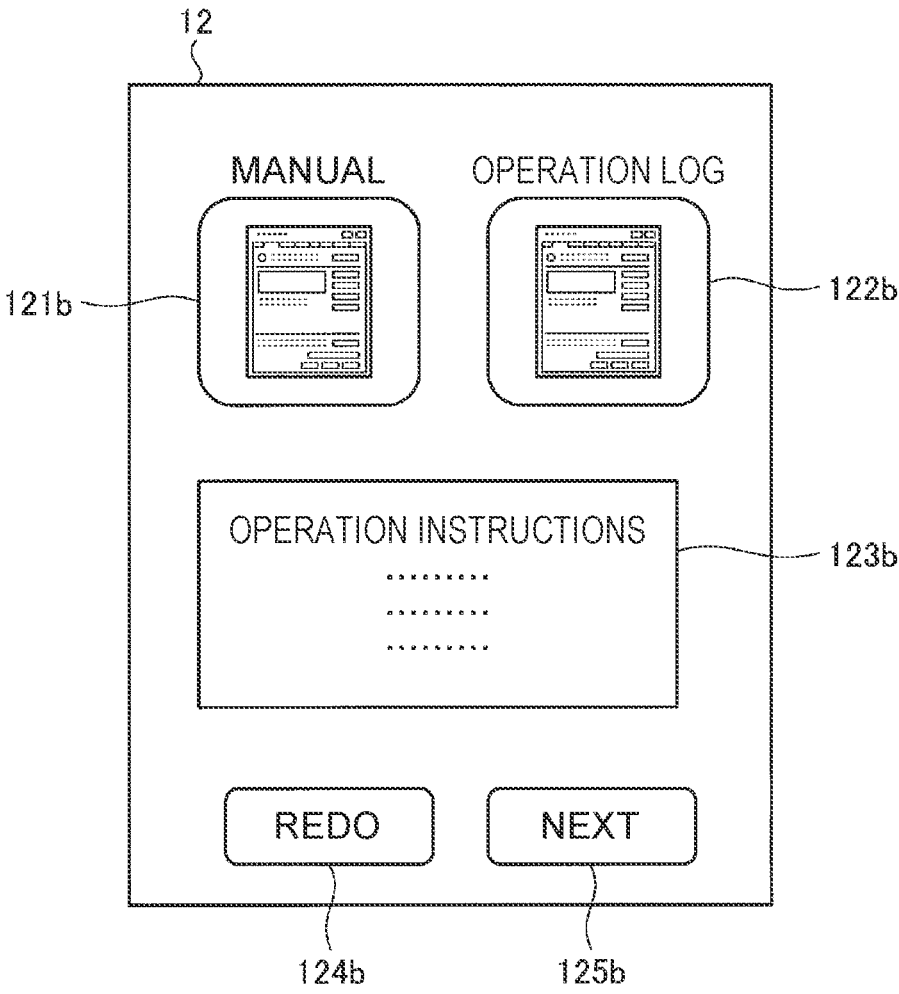 12
MANUAL OPERATION LOG
121b 122b
OPERATION INSTRUCTIONS
123b
REDO NEXT
124b 125b